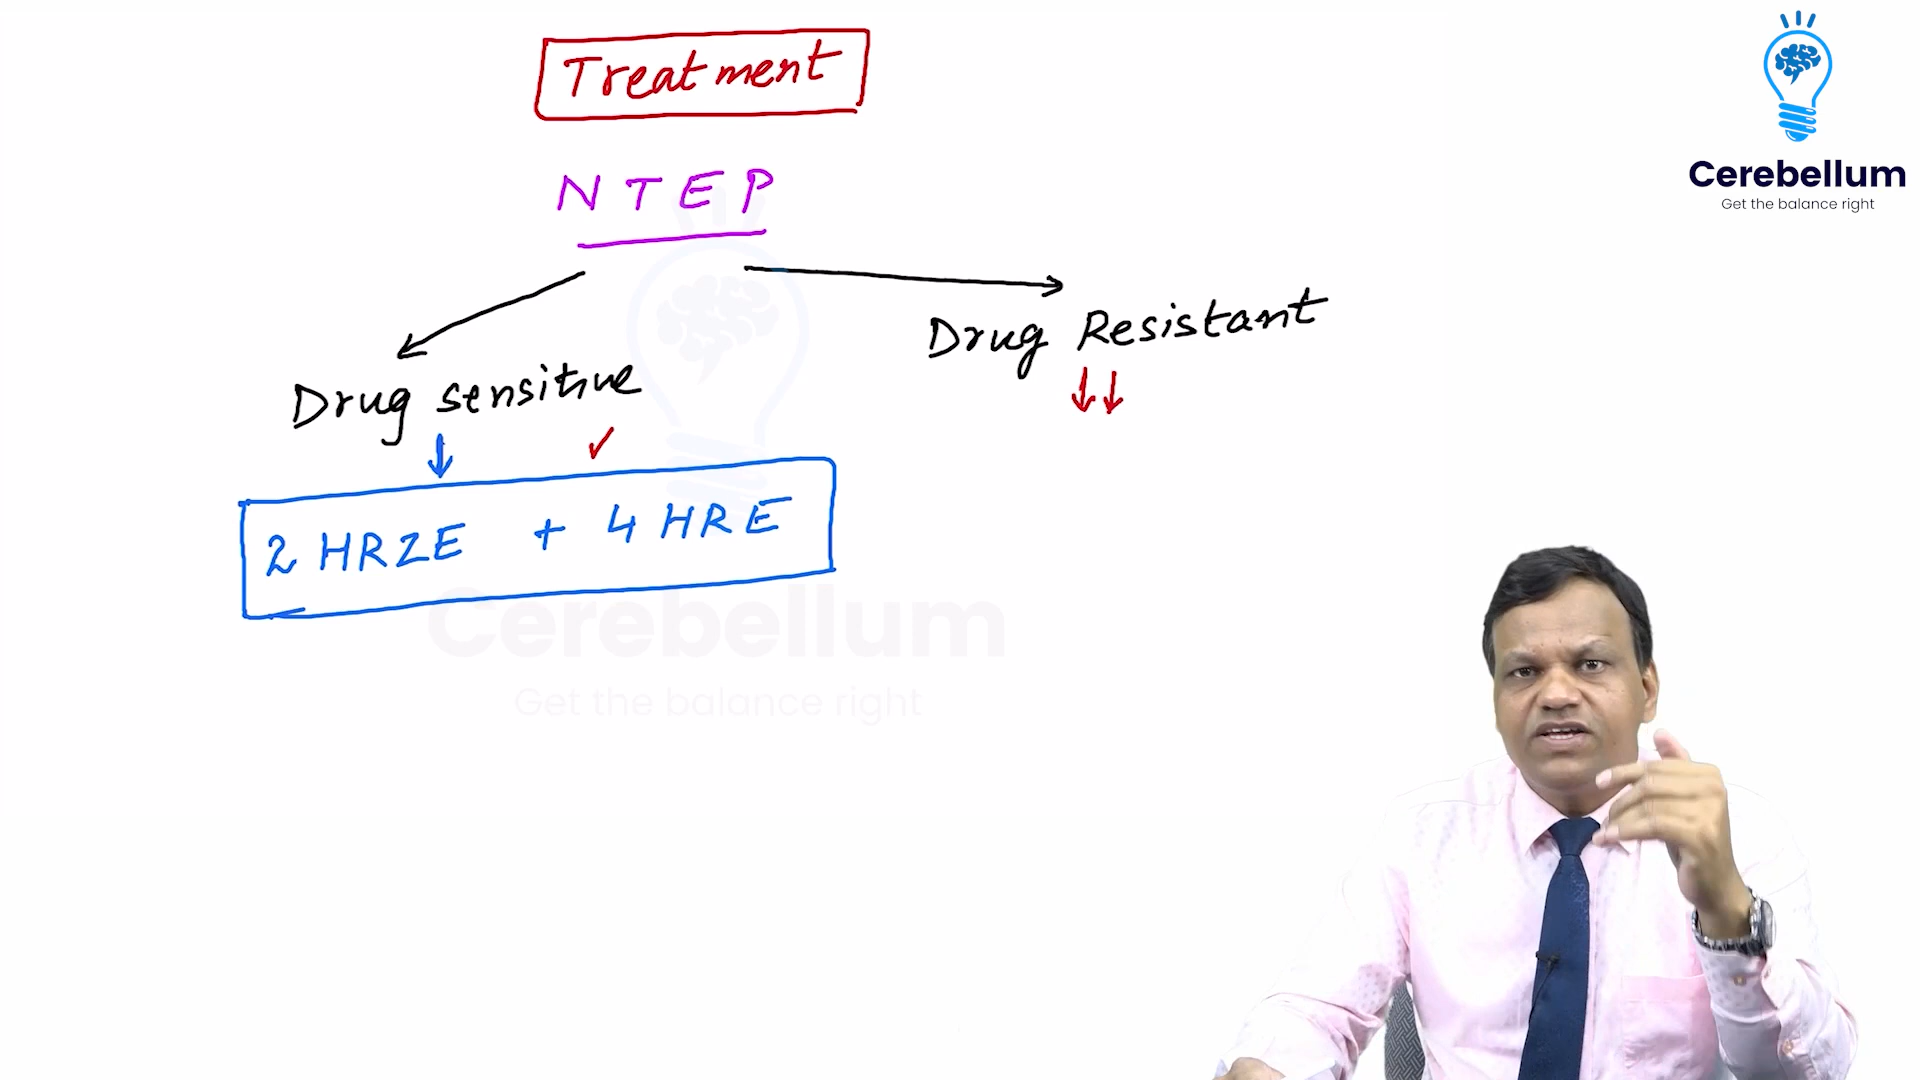 Treatment
NTEP
Drug sensitive
Drug Resistant
2 HRZE + 4 HRE
Cerebellum
Get the balance right
Cerebellum
Get the balance right